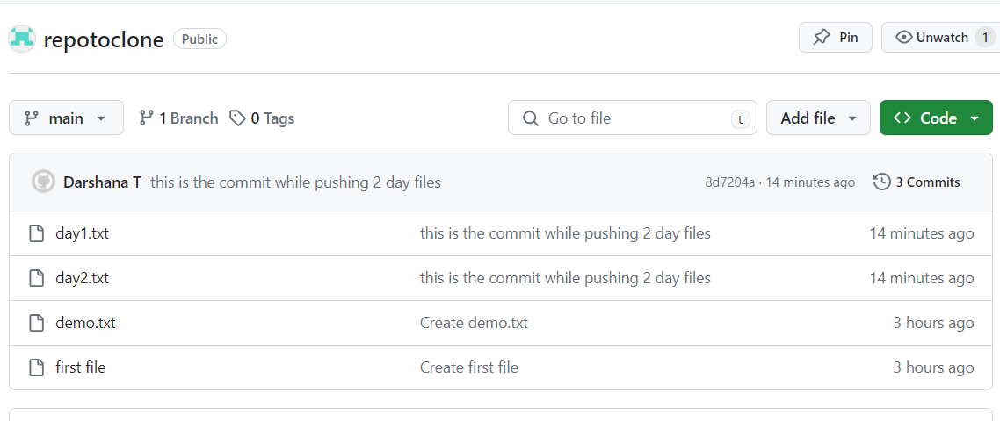 repotoclone Public Pin Unwatch 1
main 1 Branch 0 Tags Go to file t Add file Code
Darshana T this is the commit while pushing 2 day files 8d7204a · 14 minutes ago 3 Commits
day1.txt this is the commit while pushing 2 day files 14 minutes ago
day2.txt this is the commit while pushing 2 day files 14 minutes ago
demo.txt Create demo.txt 3 hours ago
first file Create first file 3 hours ago